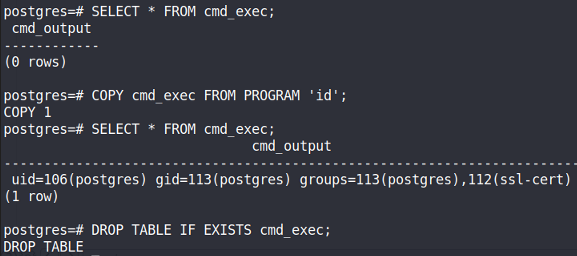 postgres=# SELECT * FROM cmd_exec;
 cmd_output
------------
(0 rows)

postgres=# COPY cmd_exec FROM PROGRAM 'id';
COPY 1
postgres=# SELECT * FROM cmd_exec;
                               cmd_output
------------------------------------------------------------------------
 uid=106(postgres) gid=113(postgres) groups=113(postgres),112(ssl-cert)
(1 row)

postgres=# DROP TABLE IF EXISTS cmd_exec;
DROP TABLE